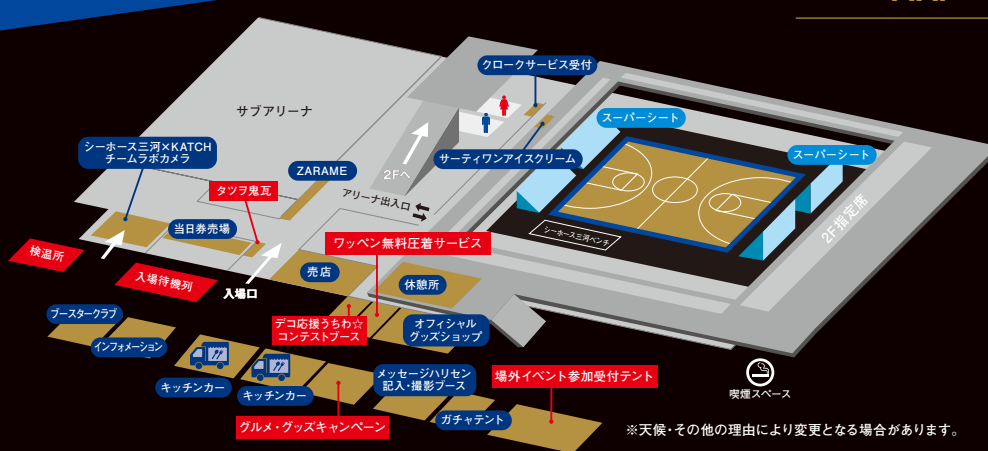 クロークサービス受付
サブアリーナ
スーパーシート
シーホース三河×KATCH
チームラボカメラ
サーティワンアイスクリーム
スーパーシート
ZARAME
2Fへ
タツヲ鬼瓦
アリーナ出入口
2F指定席
当日券売場
ワッペン無料圧着サービス
シーホース三河ベンチ
検温所
入場待機列
入場口
売店
休憩所
ブースタークラブ
インフォメーション
デコ応援うちわ☆
コンテストブース
オフィシャル
グッズショップ
キッチンカー
キッチンカー
メッセージハリセン
記入・撮影ブース
場外イベント参加受付テント
喫煙スペース
グルメ・グッズキャンペーン
ガチャテント
※天候・その他の理由により変更となる場合があります。